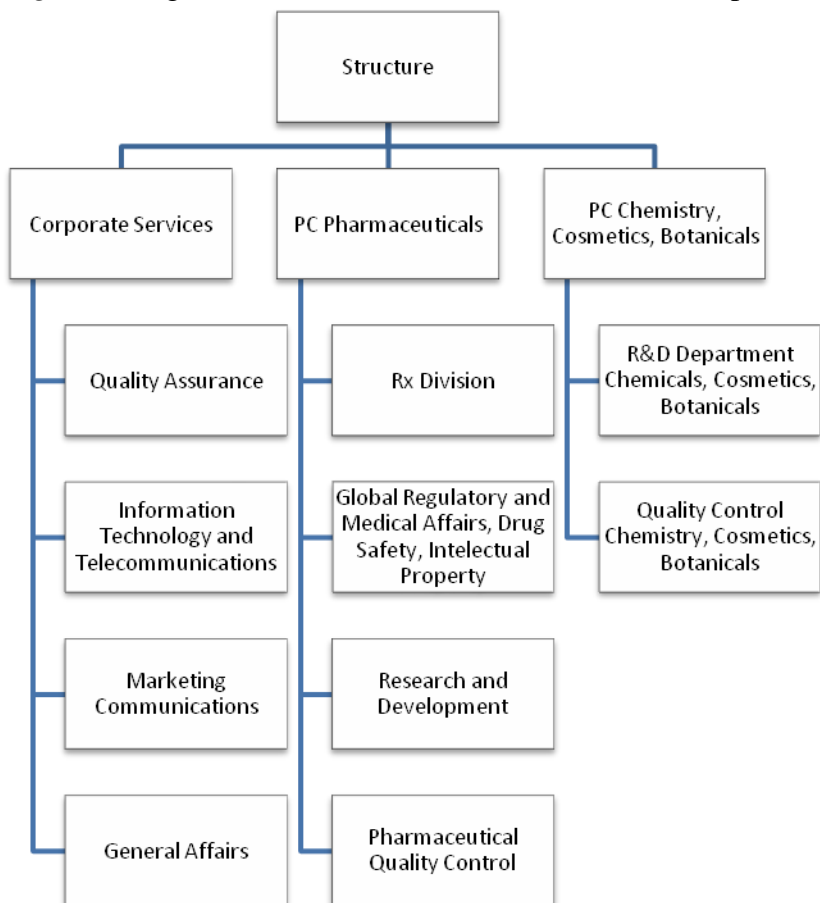 Structure
Corporate Services
PC Pharmaceuticals
PC Chemistry,
Cosmetics, Botanicals
Quality Assurance
Rx Division
R&D Department
Chemicals, Cosmetics,
Botanicals
Information
Technology and
Telecommunications
Global Regulatory and
Medical Affairs, Drug
Safety, Intelectual
Property
Quality Control
Chemistry, Cosmetics,
Botanicals
Marketing
Communications
Research and
Development
General Affairs
Pharmaceutical
Quality Control